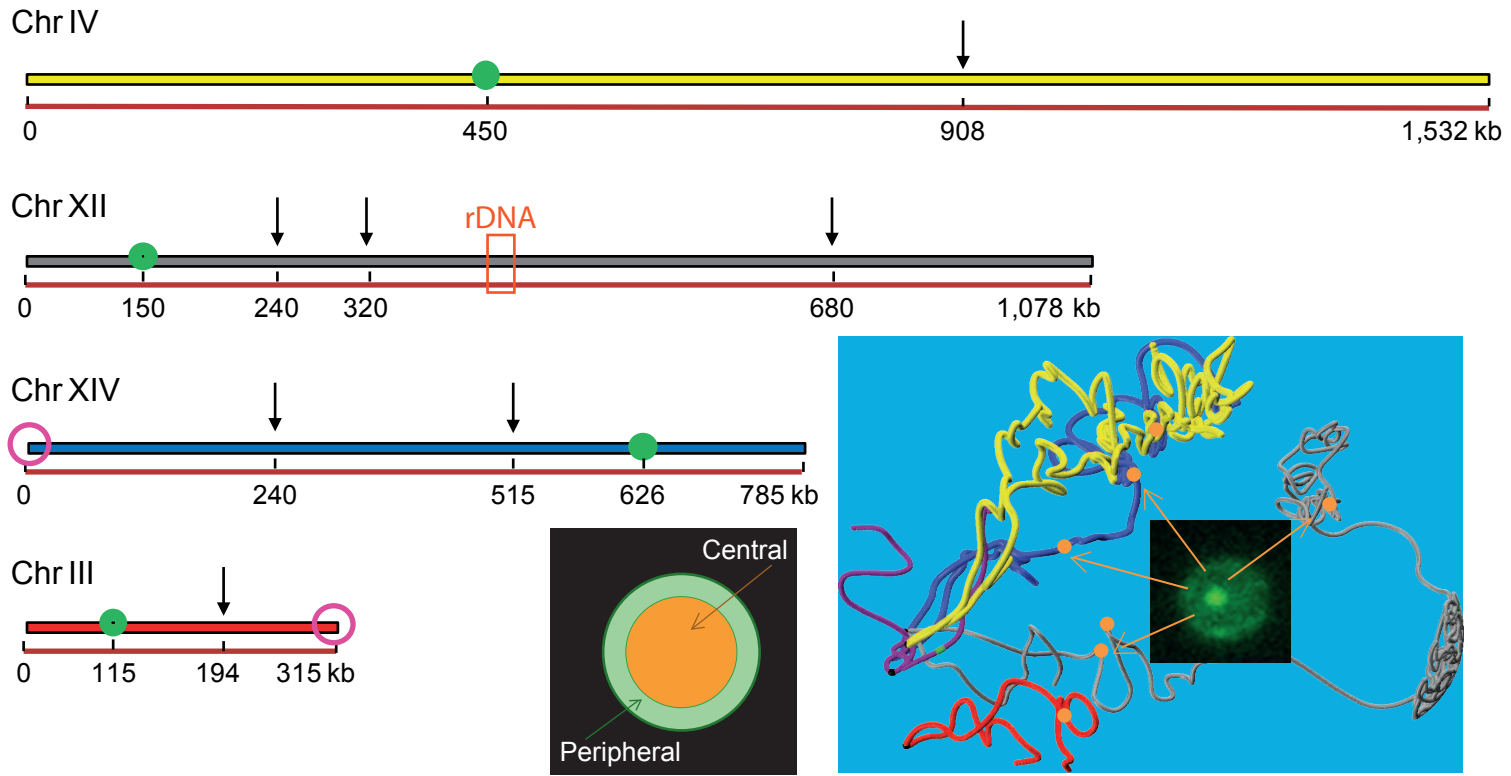 Chr IV
0 450 908 1,532 kb
Chr XII
rDNA
0 150 240 320 680 1,078 kb
Chr XIV
0 240 515 626 785 kb
Chr III
0 115 194 315 kb
Central
Peripheral